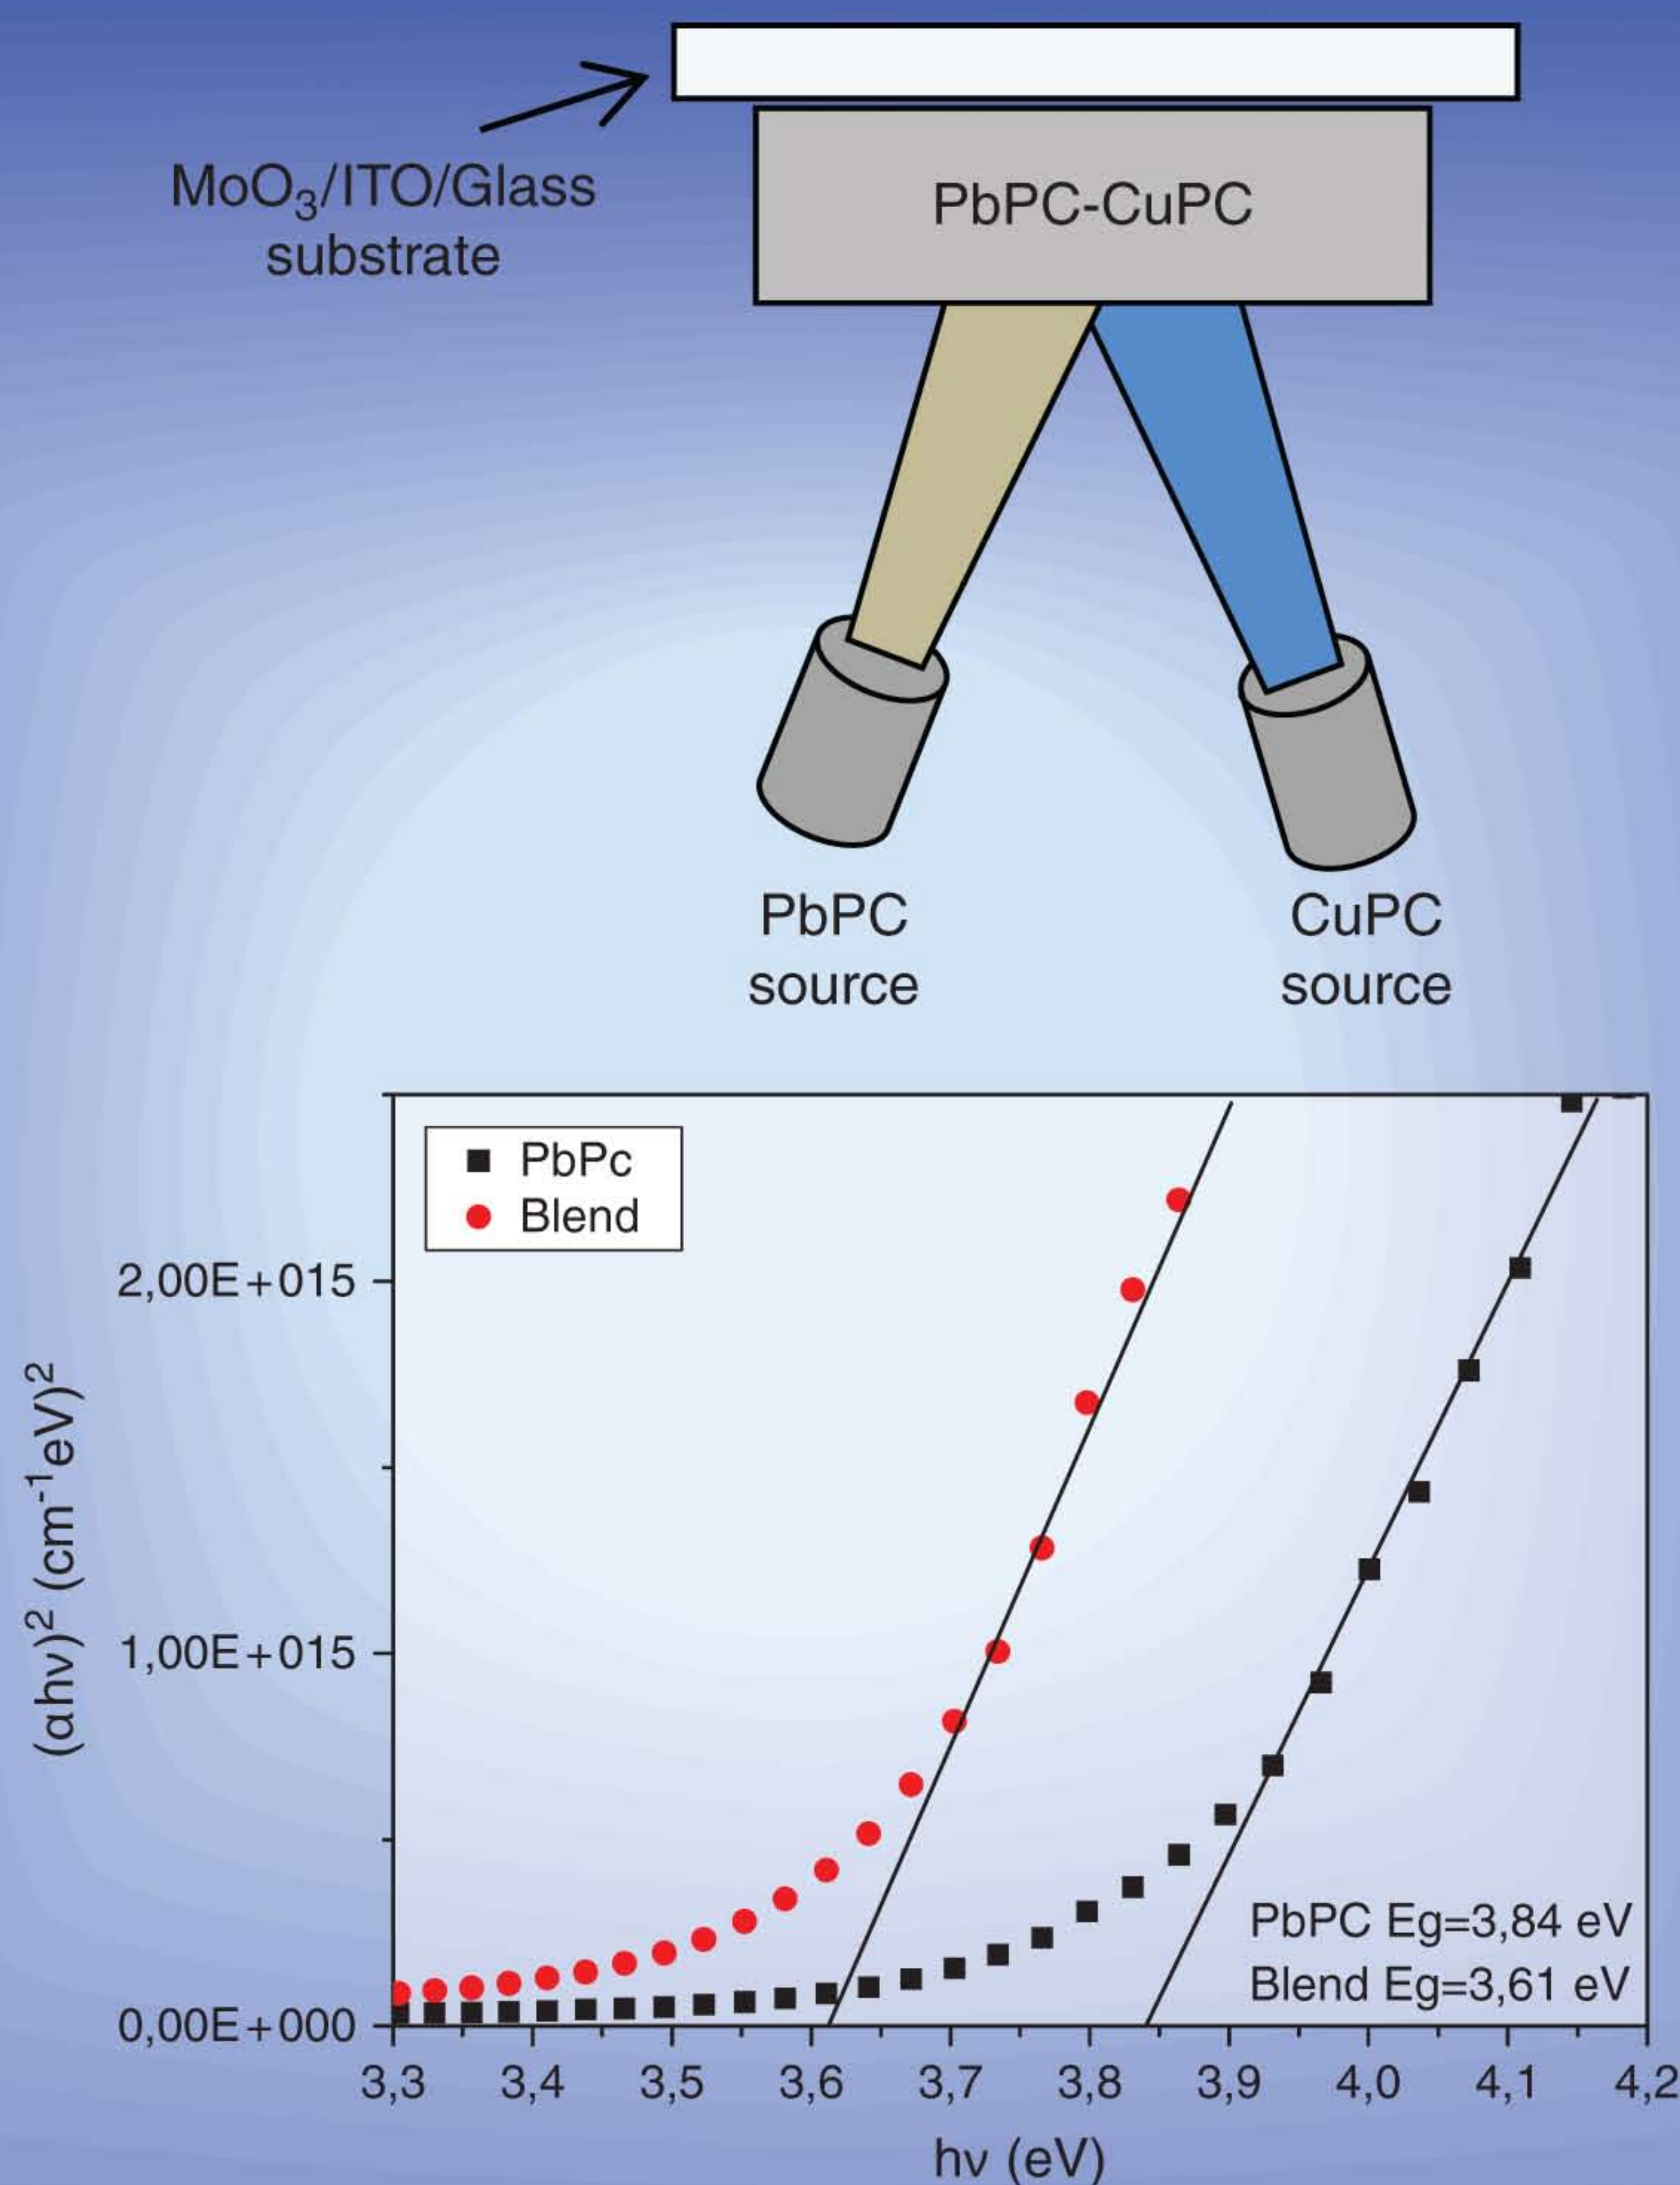 MoO₃/ITO/Glass
substrate
PbPC-CuPC
PbPC
source
CuPC
source
PbPc
Blend
2,00E+015
1,00E+015
0,00E+000
(αhν)² (cm⁻¹eV)²
PbPC Eg=3,84 eV
Blend Eg=3,61 eV
3,3 3,4 3,5 3,6 3,7 3,8 3,9 4,0 4,1 4,2
hν (eV)